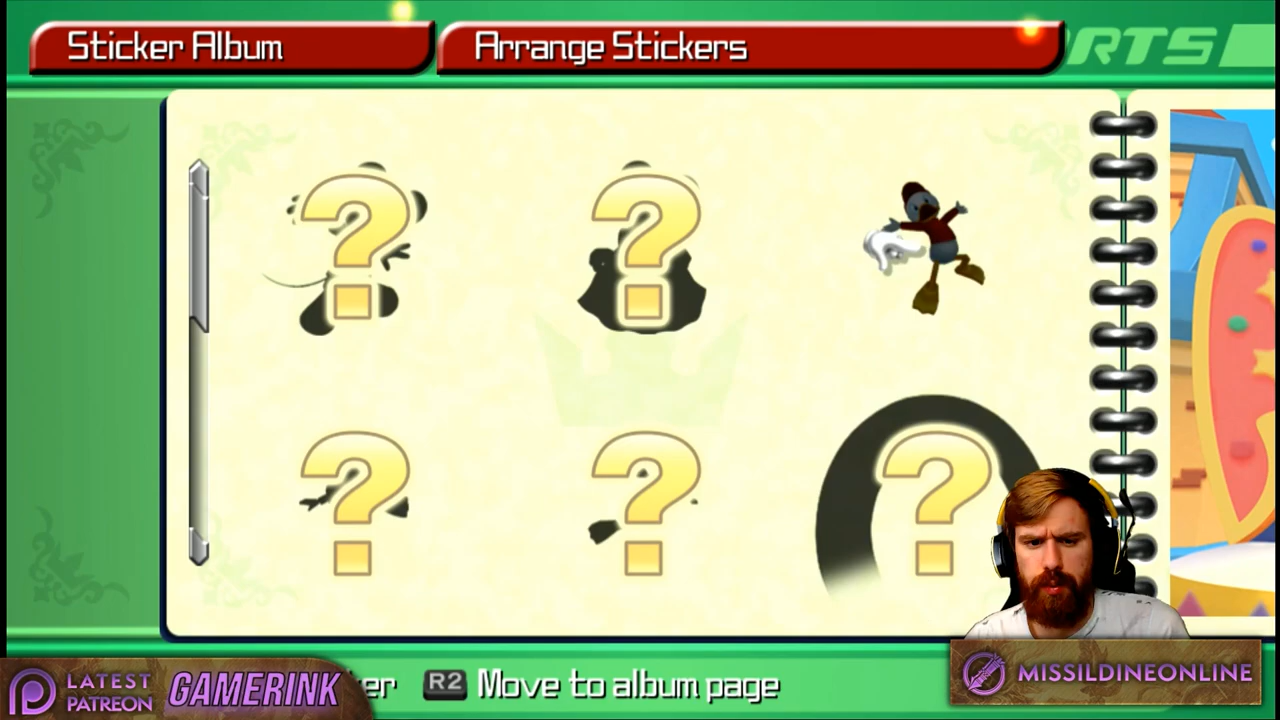 Sticker Album
Arrange Stickers
RTS
?
?
?
?
?
er
R2 Move to album page
LATEST
PATREON
GAMERINK
MISSILDINEONLINE